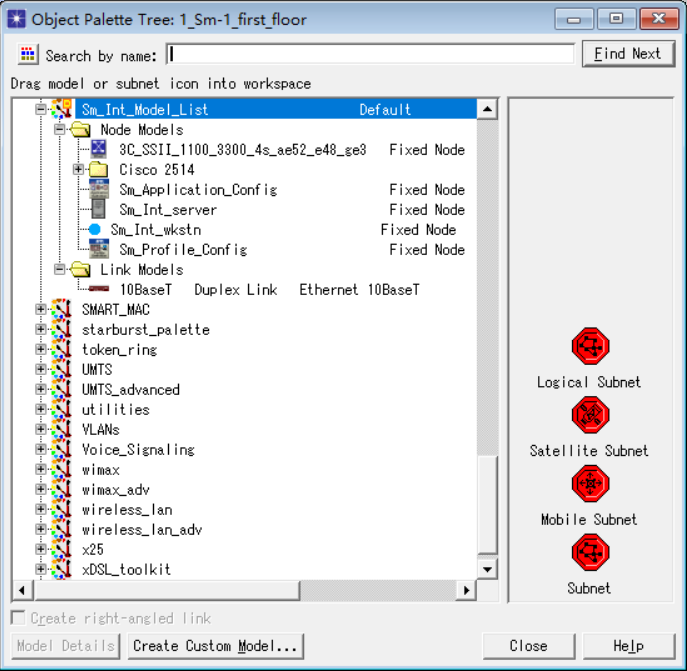 Object Palette Tree: 1_Sm-1_first_floor
Search by name:
Find Next
Drag model or subnet icon into workspace
Sm_Int_Model_List Default
Node Models
3C_SSII_1100_3300_4s_ae52_e48_ge3 Fixed Node
Cisco 2514
Sm_Application_Config Fixed Node
Sm_Int_server Fixed Node
Sm_Int_wkstn Fixed Node
Sm_Profile_Config Fixed Node
Link Models
10BaseT Duplex Link Ethernet 10BaseT
SMART_MAC
starburst_palette
token_ring
UMTS
UMTS_advanced
utilities
VLANs
Voice_Signaling
wimax
wimax_adv
wireless_lan
wireless_lan_adv
x25
xDSL_toolkit
Logical Subnet
Satellite Subnet
Mobile Subnet
Subnet
Create right-angled link
Model Details
Create Custom Model...
Close
Help